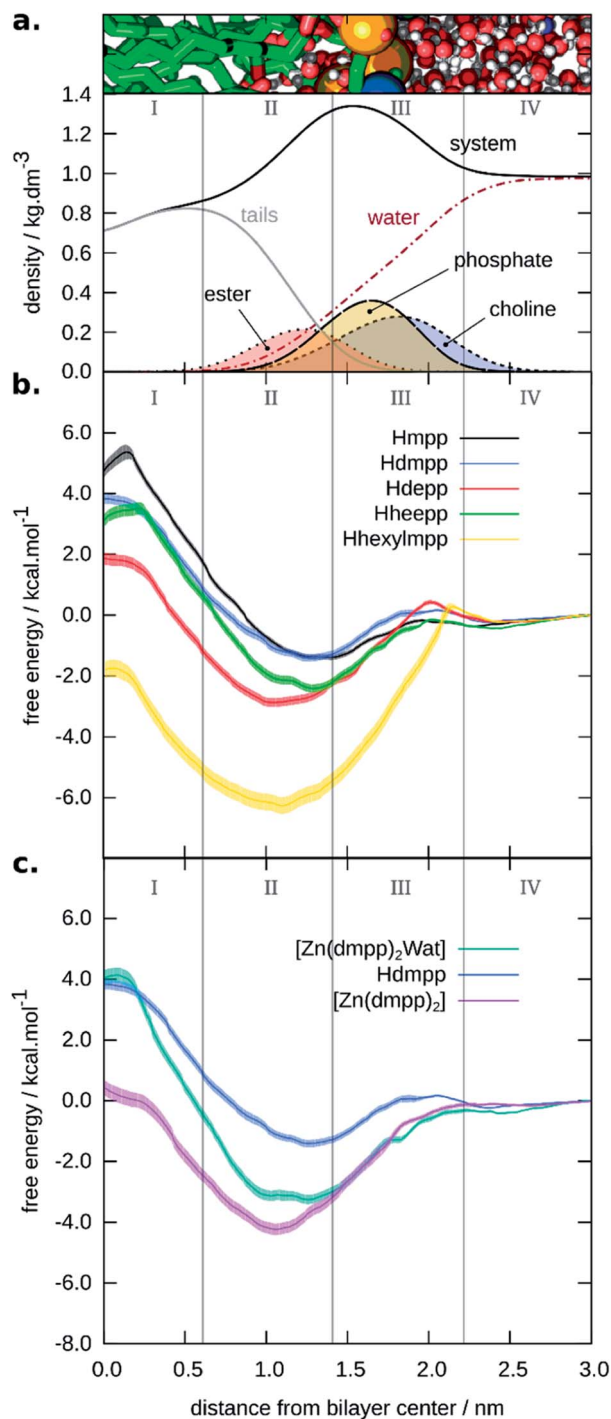 a.
I II III IV
1.4
1.2
1.0
0.8
0.6
0.4
0.2
0.0
density / kg.dm⁻³
system
tails
water
phosphate
ester
choline
b.
I II III IV
6.0
4.0
2.0
0.0
-2.0
-4.0
-6.0
free energy / kcal.mol⁻¹
Hmpp
Hdmpp
Hdepp
Hheepp
Hhexylmpp
c.
I II III IV
6.0
4.0
2.0
0.0
-2.0
-4.0
-6.0
-8.0
free energy / kcal.mol⁻¹
[Zn(dmpp)₂Wat]
Hdmpp
[Zn(dmpp)₂]
0.0 0.5 1.0 1.5 2.0 2.5 3.0
distance from bilayer center / nm